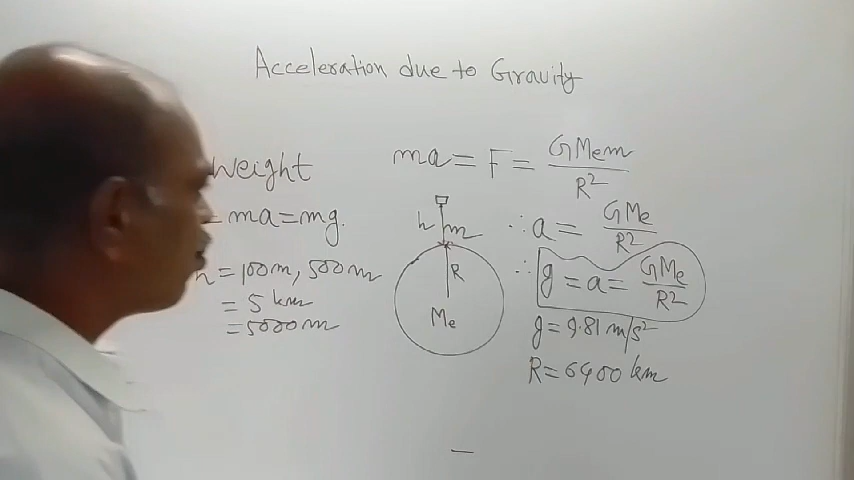 Acceleration due to Gravity
Weight
= ma = mg.
h = 100m, 500m
= 5 km
= 5000m
ma = F = GMem/R²
h
m
R
Me
∴ a = GMe/R²
∴ g = a = GMe/R²
g = 9.81 m/s²
R = 6400 km